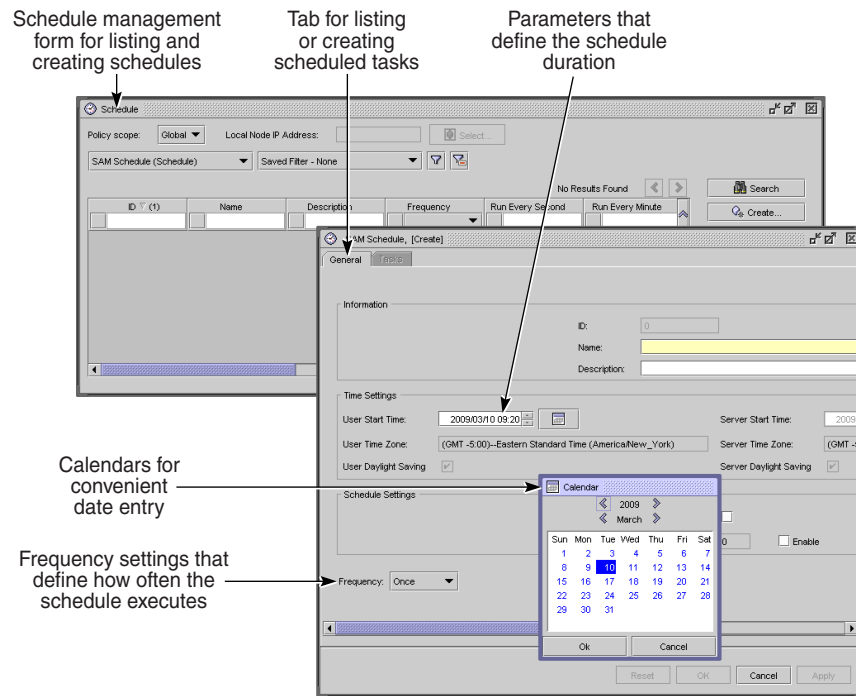 Schedule management
form for listing and
creating schedules
Tab for listing
or creating
scheduled tasks
Parameters that
define the schedule
duration
Schedule
Policy scope: Global Local Node IP Address: Select...
SAM Schedule (Schedule) Saved Filter - None
No Results Found Search
ID (1) Name Description Frequency Run Every Second Run Every Minute Create...
SAM Schedule, [Create]
General Tasks
Information
ID: 0
Name:
Description:
Time Settings
User Start Time: 2009/03/10 09:20 Server Start Time: 2009
User Time Zone: (GMT -5:00)--Eastern Standard Time (America/New_York) Server Time Zone: (GMT -
User Daylight Saving Server Daylight Saving
Calendars for
convenient
date entry
Schedule Settings
Calendar
2009
March
Sun Mon Tue Wed Thu Fri Sat
1 2 3 4 5 6 7
8 9 10 11 12 13 14
15 16 17 18 19 20 21
22 23 24 25 26 27 28
29 30 31
Ok Cancel
0 Enable
Frequency settings that
define how often the
schedule executes
Frequency: Once
Reset OK Cancel Apply